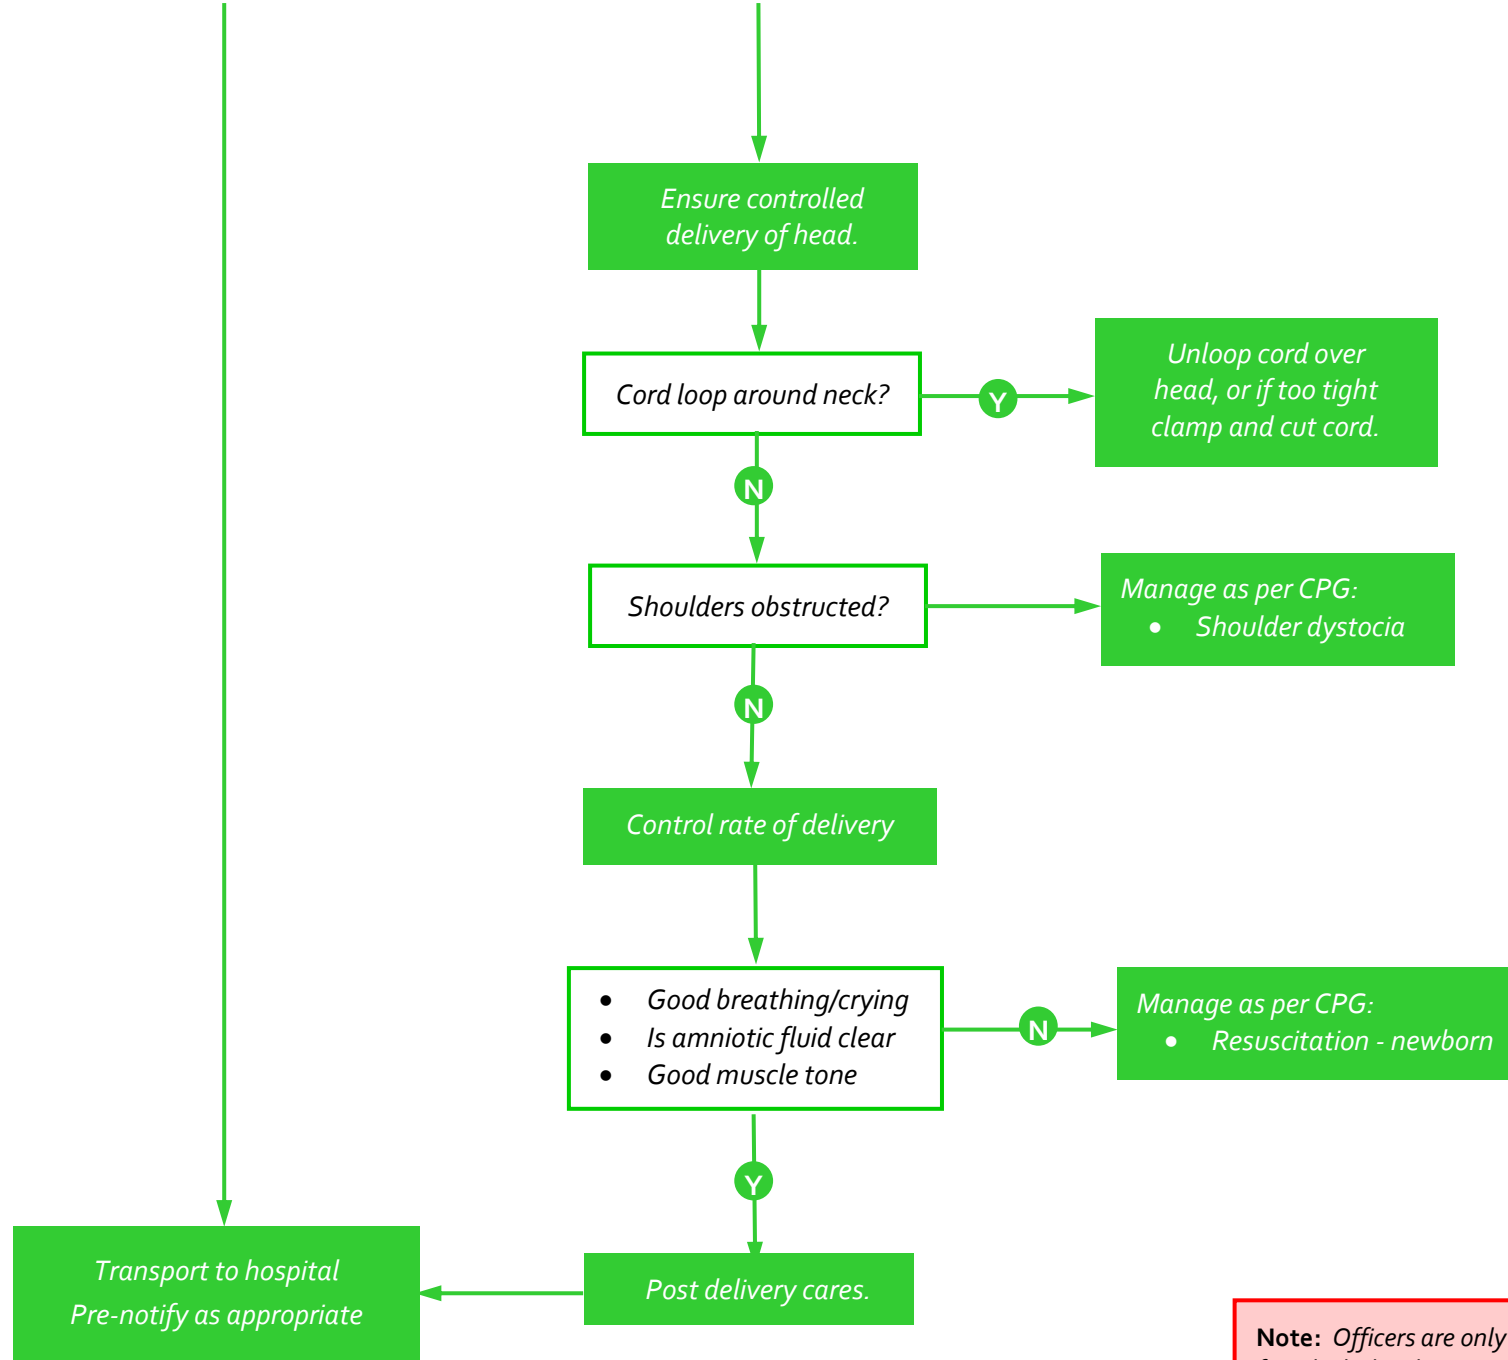 Ensure controlled
delivery of head.
Cord loop around neck?
Y
Unloop cord over
head, or if too tight
clamp and cut cord.
N
Shoulders obstructed?
Manage as per CPG:
• Shoulder dystocia
N
Control rate of delivery
• Good breathing/crying
• Is amniotic fluid clear
• Good muscle tone
N
Manage as per CPG:
• Resuscitation - newborn
Y
Transport to hospital
Pre-notify as appropriate
Post delivery cares.
Note: Officers are only